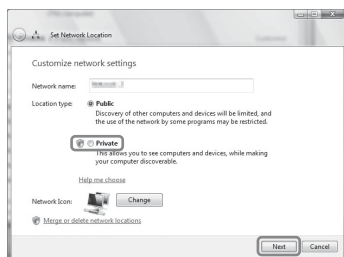 Set Network Location
Customize network settings
Network name:
Location type: Public
Discovery of other computers and devices will be limited, and
the use of the network by some programs may be restricted.
Private
This allows you to see computers and devices, while making
your computer discoverable.
Help me choose
Network Icon: Change
Merge or delete network locations
Next Cancel